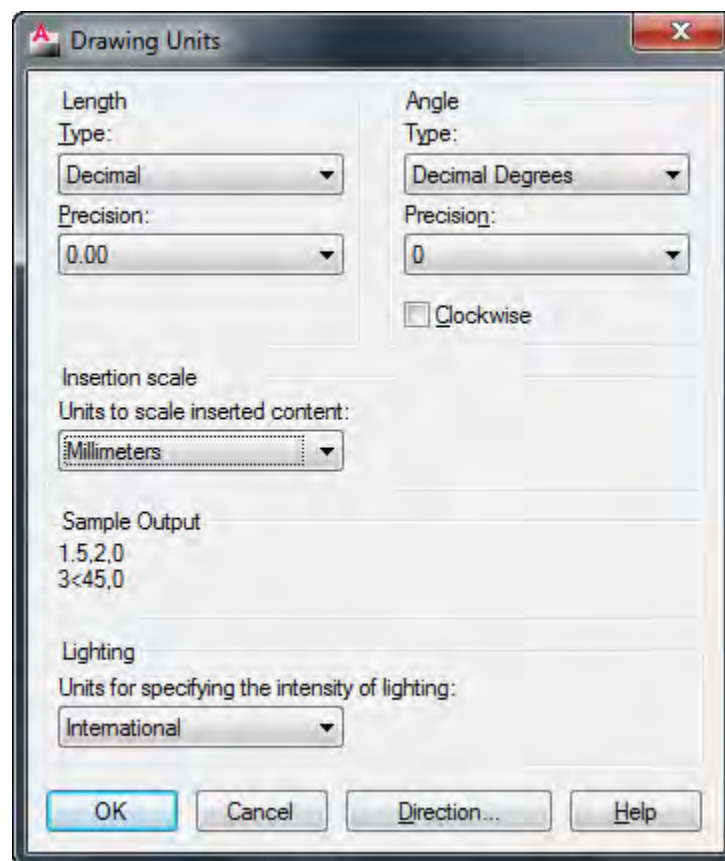 Drawing Units
Length
Type:
Decimal
Precision:
0.00
Angle
Type:
Decimal Degrees
Precision:
0
Clockwise
Insertion scale
Units to scale inserted content:
Millimeters
Sample Output
1.5,2,0
3<45,0
Lighting
Units for specifying the intensity of lighting:
International
OK Cancel Direction... Help